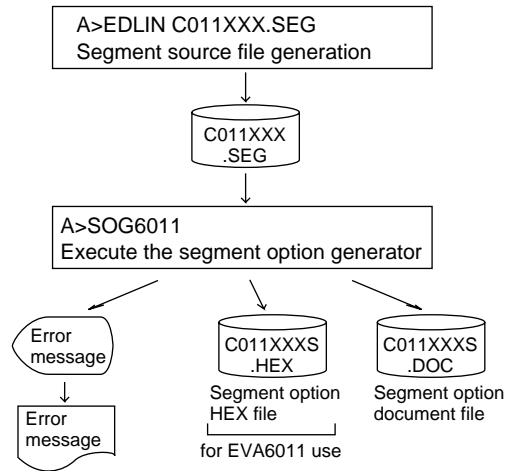 A>EDLIN C011XXX.SEG
Segment source file generation
C011XXX
.SEG
A>SOG6011
Execute the segment option generator
Error
message
Error
message
C011XXXS
.HEX
Segment option
HEX file
for EVA6011 use
C011XXXS
.DOC
Segment option
document file